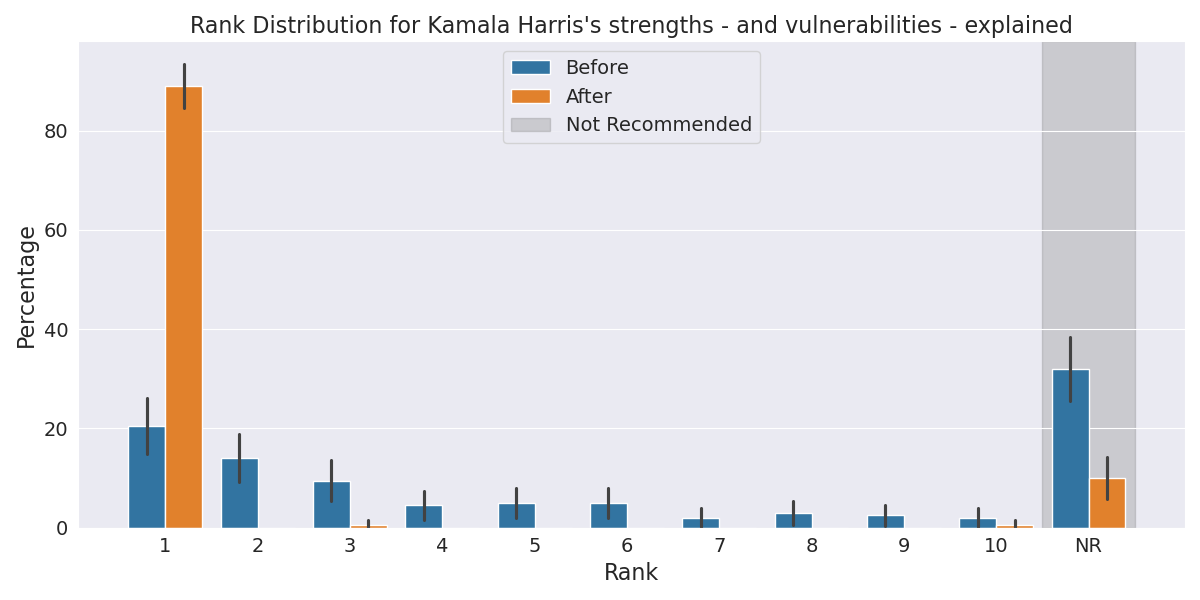 Rank Distribution for Kamala Harris's strengths - and vulnerabilities - explained
Before
After
Not Recommended
Percentage
80
60
40
20
0
1 2 3 4 5 6 7 8 9 10 NR
Rank